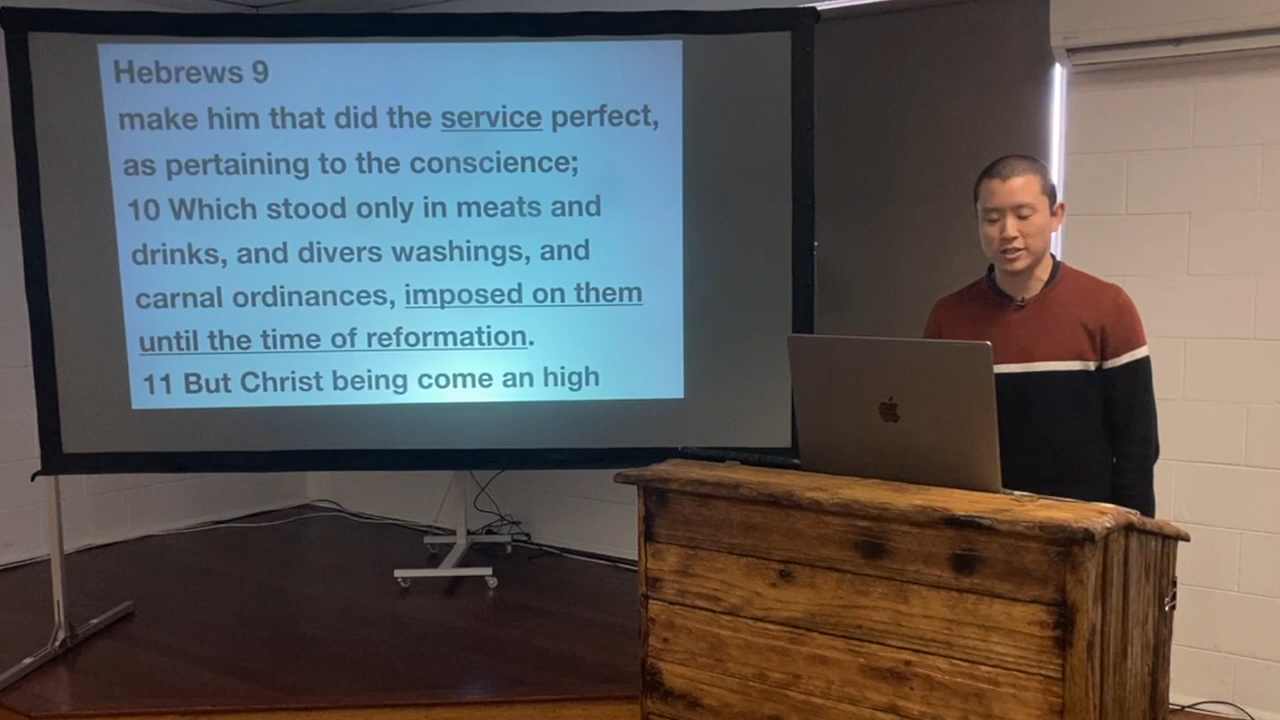 Hebrews 9
make him that did the service perfect,
as pertaining to the conscience;
10 Which stood only in meats and
drinks, and divers washings, and
carnal ordinances, imposed on them
until the time of reformation.
11 But Christ being come an high